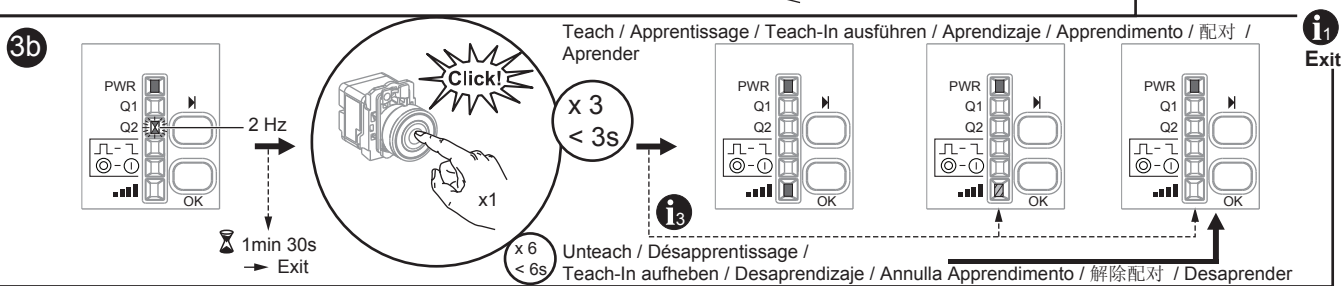 3b
PWR
Q1
Q2
2 Hz
OK
1min 30s
Exit
Click!
x1
x 3
< 3s
x 6
< 6s
Teach / Apprentissage / Teach-In ausführen / Aprendizaje / Apprendimento / 配对 /
Aprender
PWR
Q1
Q2
OK
PWR
Q1
Q2
OK
PWR
Q1
Q2
OK
i3
Unteach / Désapprentissage /
Teach-In aufheben / Desaprendizaje / Annulla Apprendimento / 解除配对 / Desaprender
i1
Exit